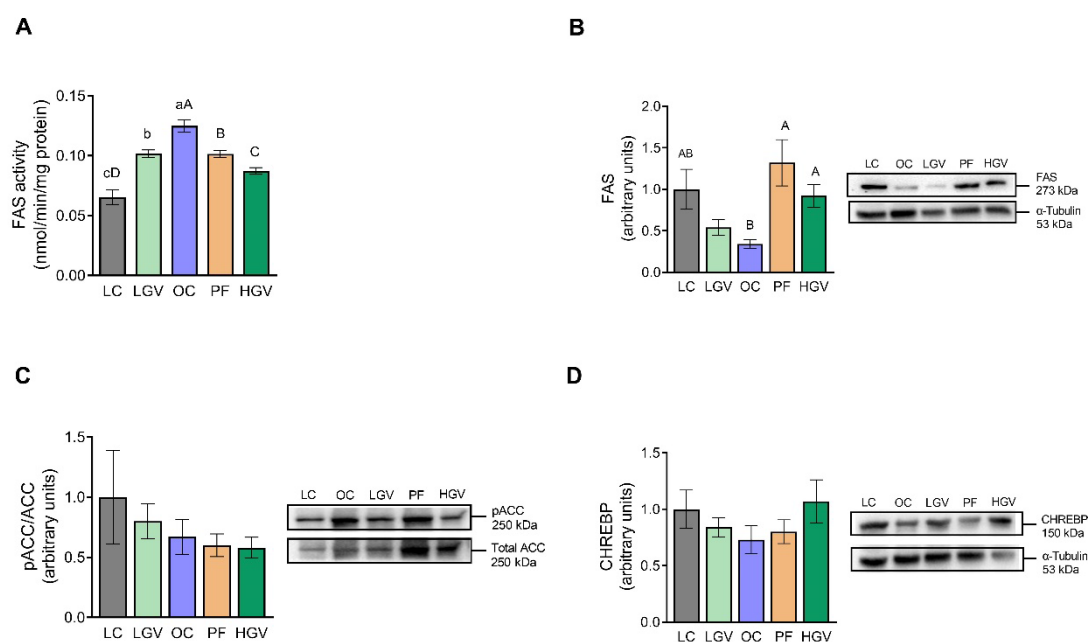 A
FAS activity
(nmol/min/mg protein)
0.15
0.10
0.05
0.00
cD
b
aA
B
C
LC LGV OC PF HGV
B
FAS
(arbitrary units)
2.0
1.5
1.0
0.5
0.0
AB
B
A
A
LC LGV OC PF HGV
LC OC LGV PF HGV
FAS
273 kDa
α-Tubulin
53 kDa
C
pACC/ACC
(arbitrary units)
1.5
1.0
0.5
0.0
LC LGV OC PF HGV
LC OC LGV PF HGV
pACC
250 kDa
Total ACC
250 kDa
D
CHREBP
(arbitrary units)
1.5
1.0
0.5
0.0
LC LGV OC PF HGV
LC OC LGV PF HGV
CHREBP
150 kDa
α-Tubulin
53 kDa